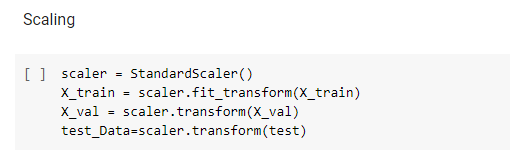 Scaling
[ ] scaler = StandardScaler()
X_train = scaler.fit_transform(X_train)
X_val = scaler.transform(X_val)
test_Data=scaler.transform(test)